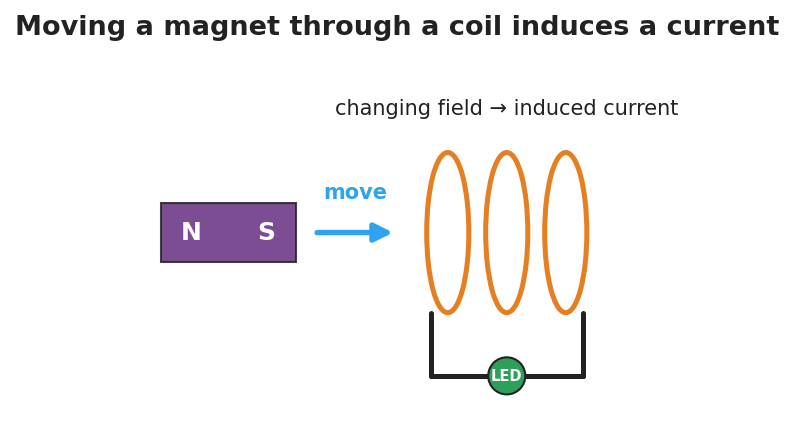 Moving a magnet through a coil induces a current
changing field → induced current
move
N S
LED